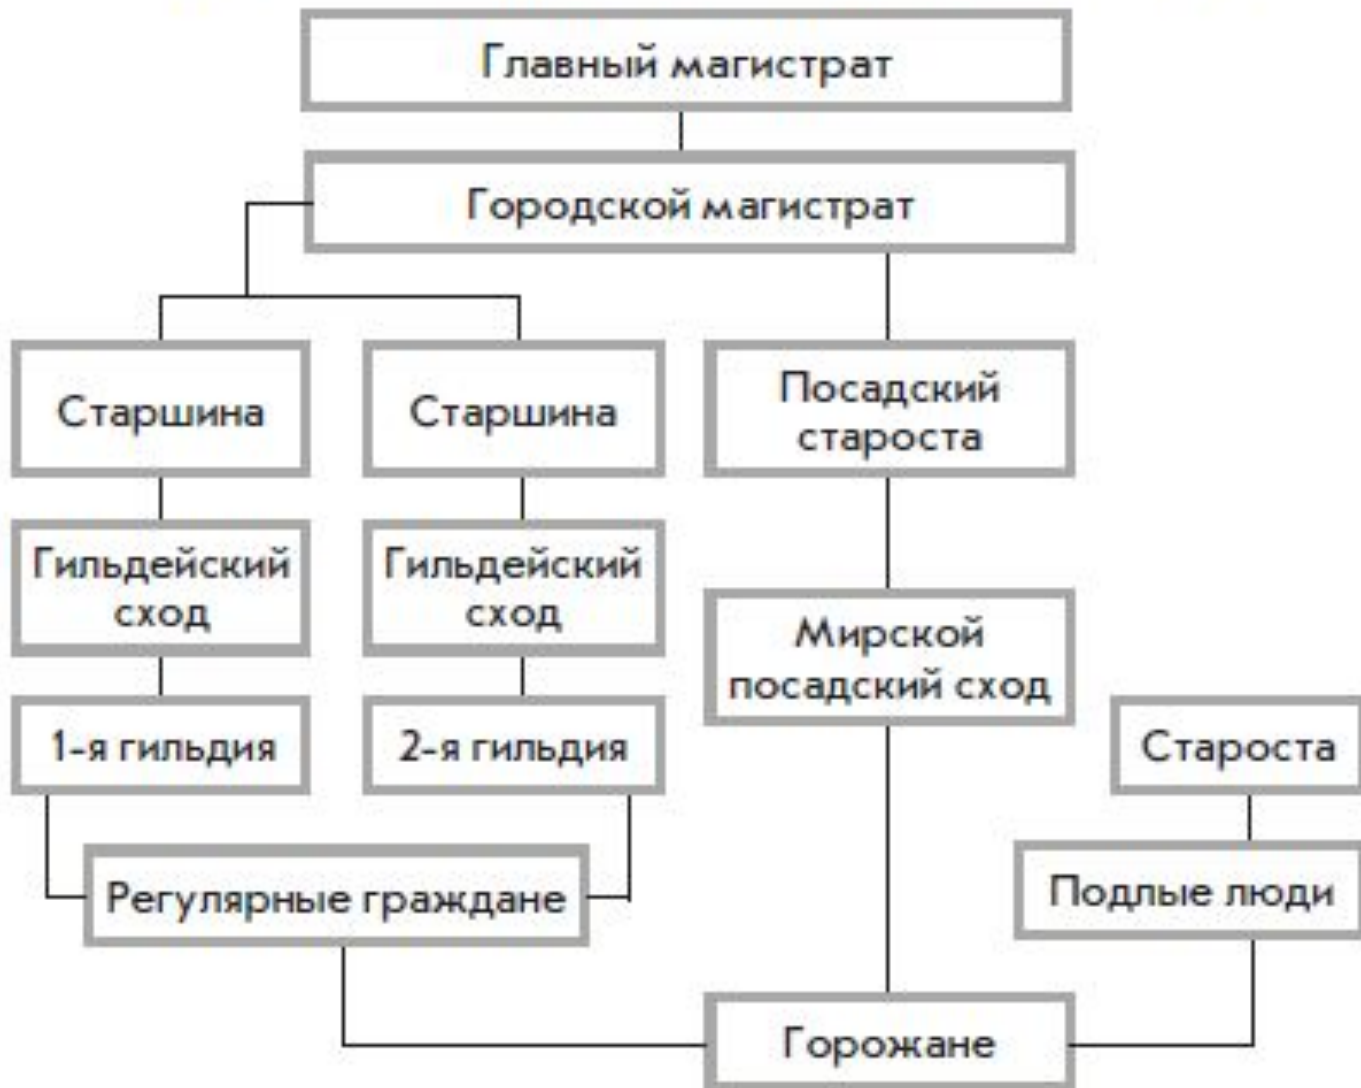 Главный магистрат
Городской магистрат
Старшина
Старшина
Посадский
староста
Гильдейский
сход
Гильдейский
сход
Мирской
посадский сход
1-я гильдия
2-я гильдия
Староста
Регулярные граждане
Подлые люди
Горожане